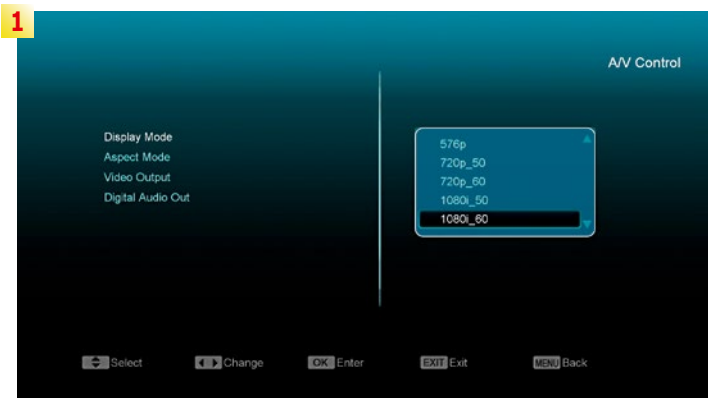 1
A/V Control
Display Mode
Aspect Mode
Video Output
Digital Audio Out
576p
720p_50
720p_60
1080i_50
1080i_60
Select Change OK Enter EXIT Exit MENU Back